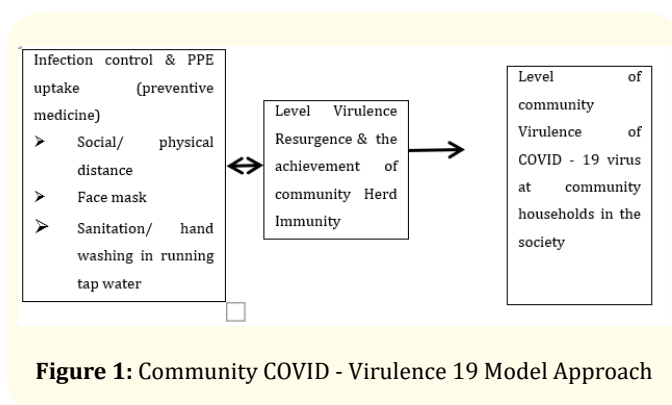 Infection control & PPE
uptake (preventive
medicine)
➤ Social/ physical
distance
➤ Face mask
➤ Sanitation/ hand
washing in running
tap water
Level Virulence
Resurgence & the
achievement of
community Herd
Immunity
Level of
community
Virulence of
COVID - 19 virus
at community
households in the
society
Figure 1: Community COVID - Virulence 19 Model Approach